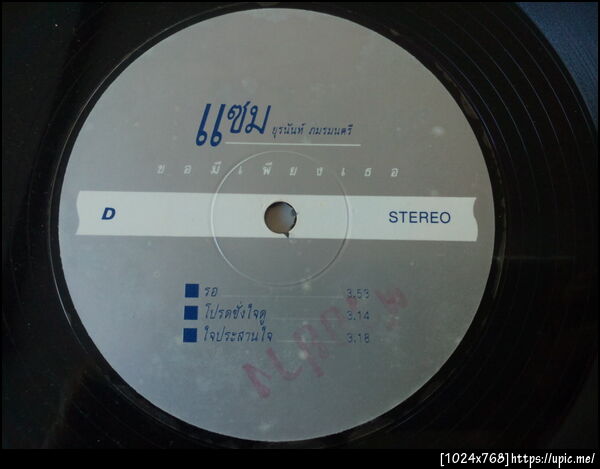 แซม ยุรนันท์ ภมรมนตรี
ขอมีเพียงเธอ
D STEREO
รอ 3.53
โปรดชั่งใจดู 3.14
ใจประสานใจ 3.18
[1024x768]https://upic.me/